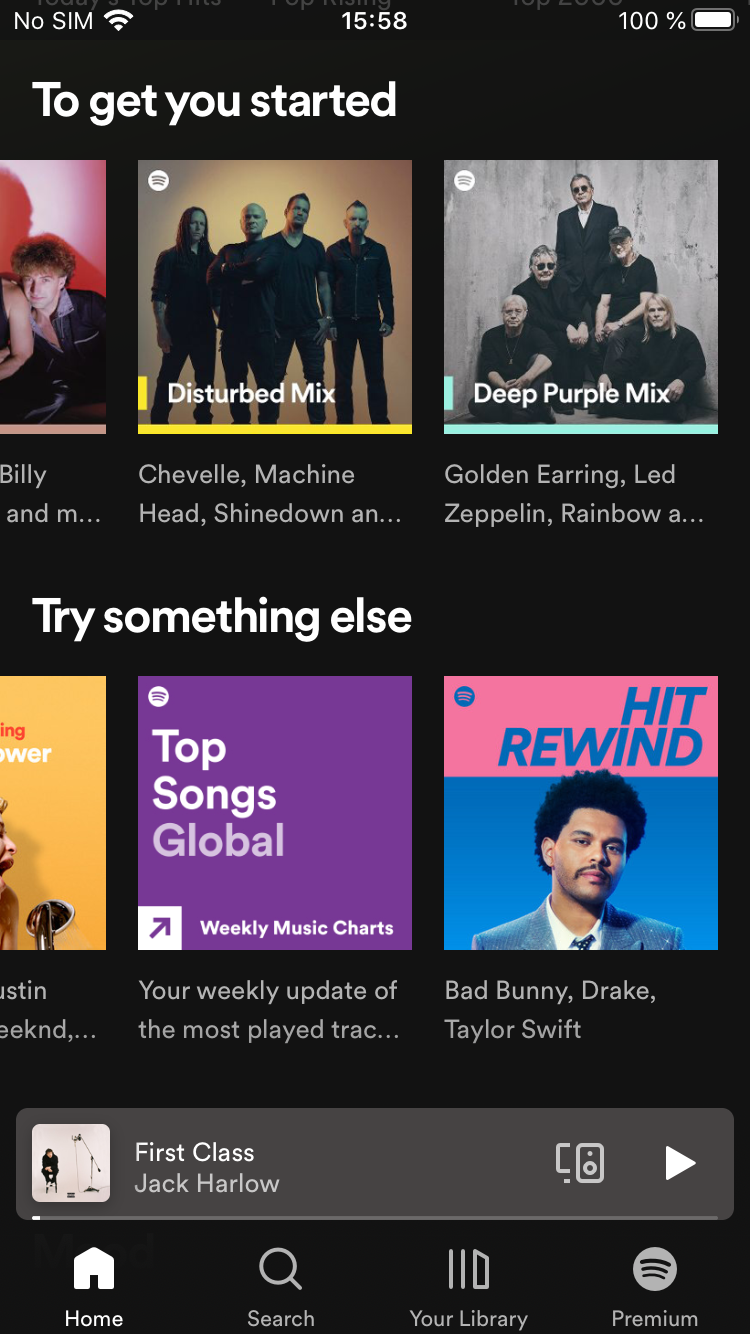 No SIM 15:58 100 %
To get you started
Disturbed Mix
Deep Purple Mix
Billy
and m...
Chevelle, Machine
Head, Shinedown an...
Golden Earring, Led
Zeppelin, Rainbow a...
Try something else
ing
ower
Top
Songs
Global
Weekly Music Charts
HIT
REWIND
ustin
eeknd,...
Your weekly update of
the most played trac...
Bad Bunny, Drake,
Taylor Swift
First Class
Jack Harlow
Mood
Home
Search
Your Library
Premium